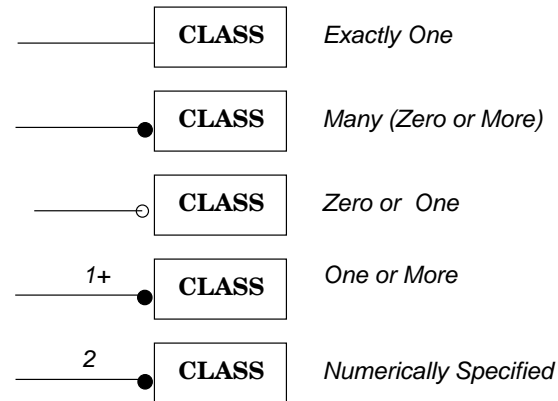 CLASS Exactly One
CLASS Many (Zero or More)
CLASS Zero or One
1+ CLASS One or More
2 CLASS Numerically Specified